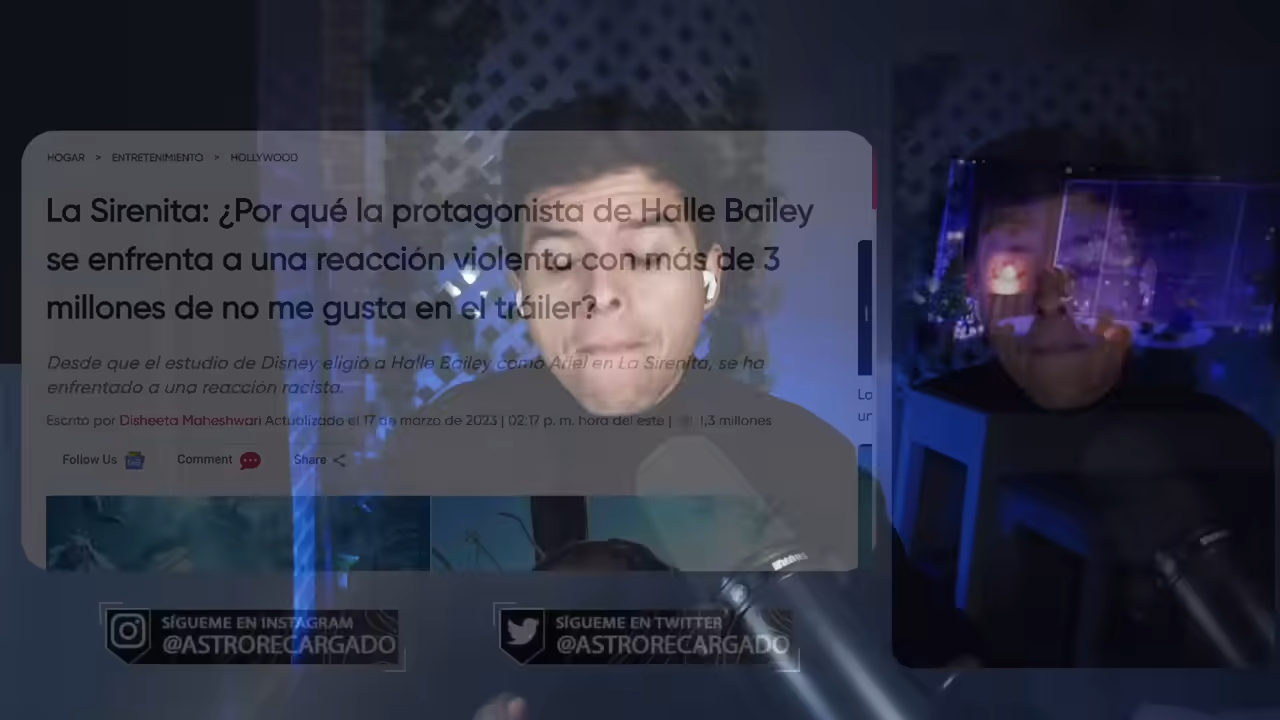 HOGAR > ENTRETENIMIENTO > HOLLYWOOD
La Sirenita: ¿Por qué la protagonista de Halle Bailey
se enfrenta a una reacción violenta con más de 3
millones de no me gusta en el tráiler?
Desde que el estudio de Disney eligió a Halle Bailey como Ariel en La Sirenita, se ha
enfrentado a una reacción racista.
Escrito por Disheeta Maheshwari Actualizado el 17 de marzo de 2023 | 02:17 p. m. hora del este | 1,3 millones
Follow Us Comment Share
SÍGUEME EN INSTAGRAM
@ASTRORECARGADO
SÍGUEME EN TWITTER
@ASTRORECARGADO